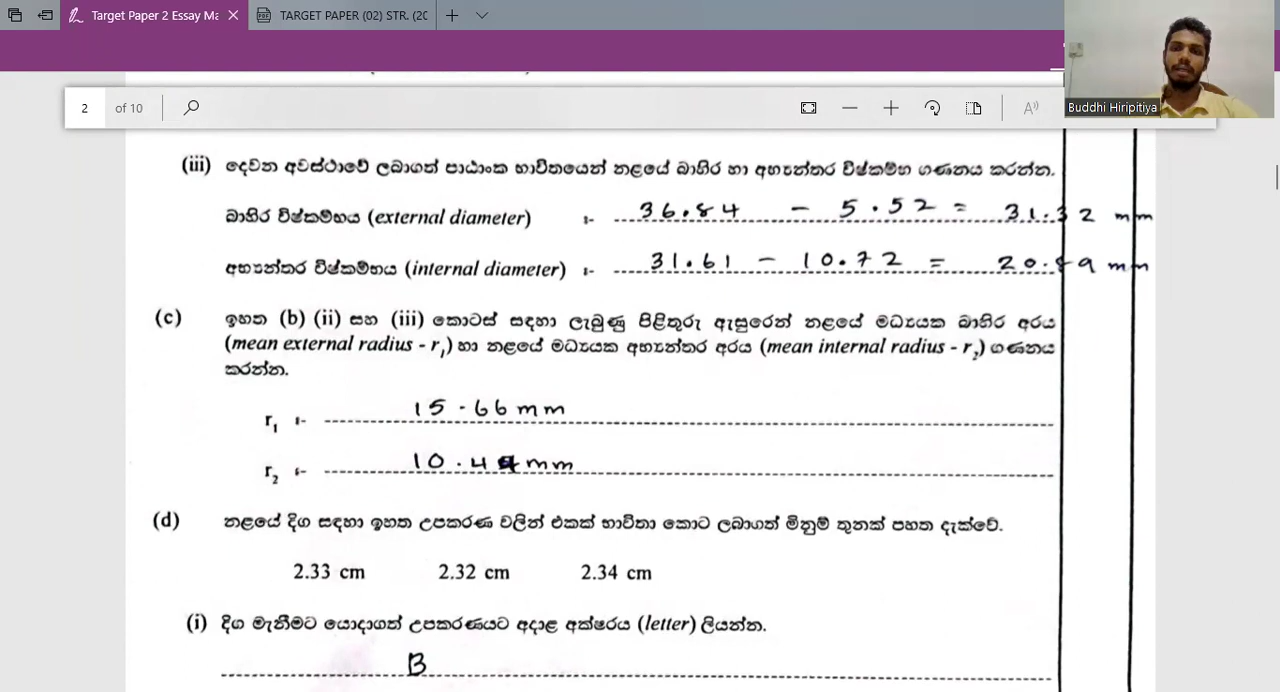 Target Paper 2 Essay Ma
TARGET PAPER (02) STR. (20
2 of 10
Buddhi Hiripitiya
(iii) දෙවන අවස්ථාවේ ලබාගත් පාඨාංක භාවිතයෙන් නළයේ බාහිර හා අභ්‍යන්තර විෂ්කම්භ ගණනය කරන්න.
බාහිර විෂ්කම්භය (external diameter) :- 36.84 - 5.52 = 31.32 mm
අභ්‍යන්තර විෂ්කම්භය (internal diameter) :- 31.61 - 10.72 = 20.89 mm
(c) ඉහත (b) (ii) සහ (iii) කොටස් සඳහා ලැබුණු පිළිතුරු ඇසුරෙන් නළයේ මධ්‍යයක බාහිර අරය
(mean external radius - r₁) හා නළයේ මධ්‍යයක අභ්‍යන්තර අරය (mean internal radius - r₂) ගණනය
කරන්න.
r₁ :- 15.66 mm
r₂ :- 10.44 mm
(d) නළයේ දිග සඳහා ඉහත උපකරණ වලින් එකක් භාවිතා කොට ලබාගත් මිනුම් තුනක් පහත දැක්වේ.
2.33 cm 2.32 cm 2.34 cm
(i) දිග මැනීමට යොදාගත් උපකරණයට අදාළ අක්ෂරය (letter) ලියන්න.
B